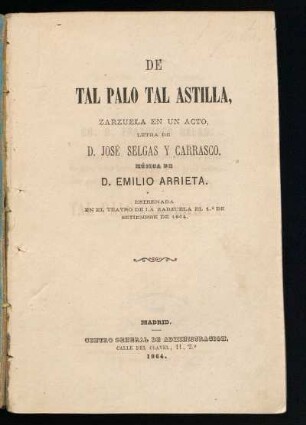 DE
TAL PALO TAL ASTILLA,
ZARZUELA EN UN ACTO,
LETRA DE
D. JOSÉ SELGAS Y CARRASCO,
MÚSICA DE
D. EMILIO ARRIETA.
ESTRENADA
EN EL TEATRO DE LA ZARZUELA EL 1.º DE
SETIEMBRE DE 1864.
MADRID.
CENTRO GENERAL DE ADMINISTRACION.
CALLE DEL CLAVEL, 11, 2.º
1864.